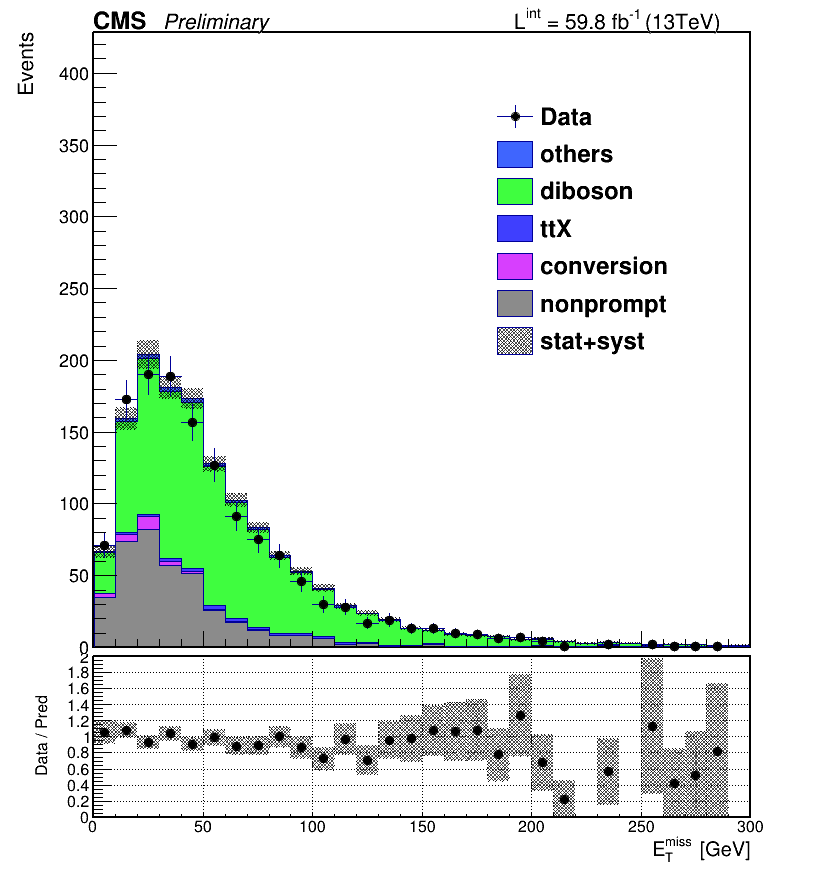 CMS Preliminary L^int = 59.8 fb^-1 (13TeV)
Events
400
350
300
250
200
150
100
50
0
Data
others
diboson
ttX
conversion
nonprompt
stat+syst
Data / Pred
2
1.8
1.6
1.4
1.2
1
0.8
0.6
0.4
0.2
0
0 50 100 150 200 250 300
E_T^miss [GeV]